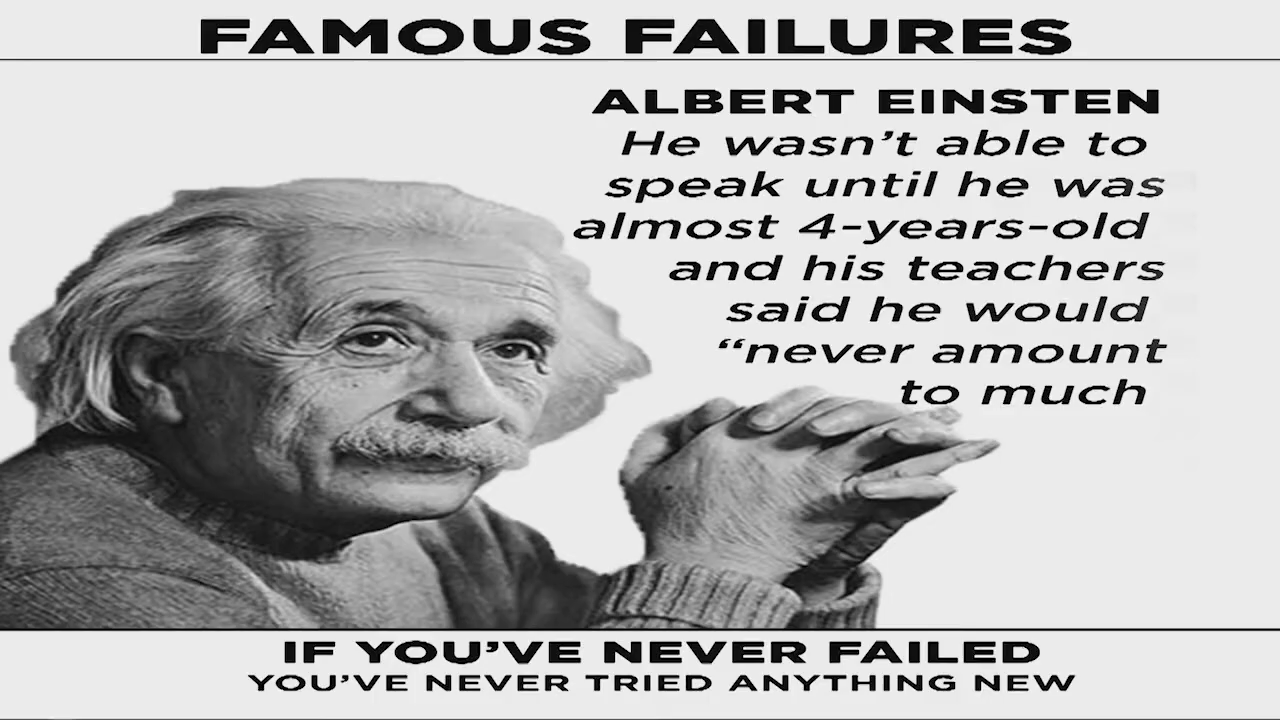 FAMOUS FAILURES
ALBERT EINSTEN
He wasn't able to
speak until he was
almost 4-years-old
and his teachers
said he would
“never amount
to much
IF YOU'VE NEVER FAILED
YOU'VE NEVER TRIED ANYTHING NEW